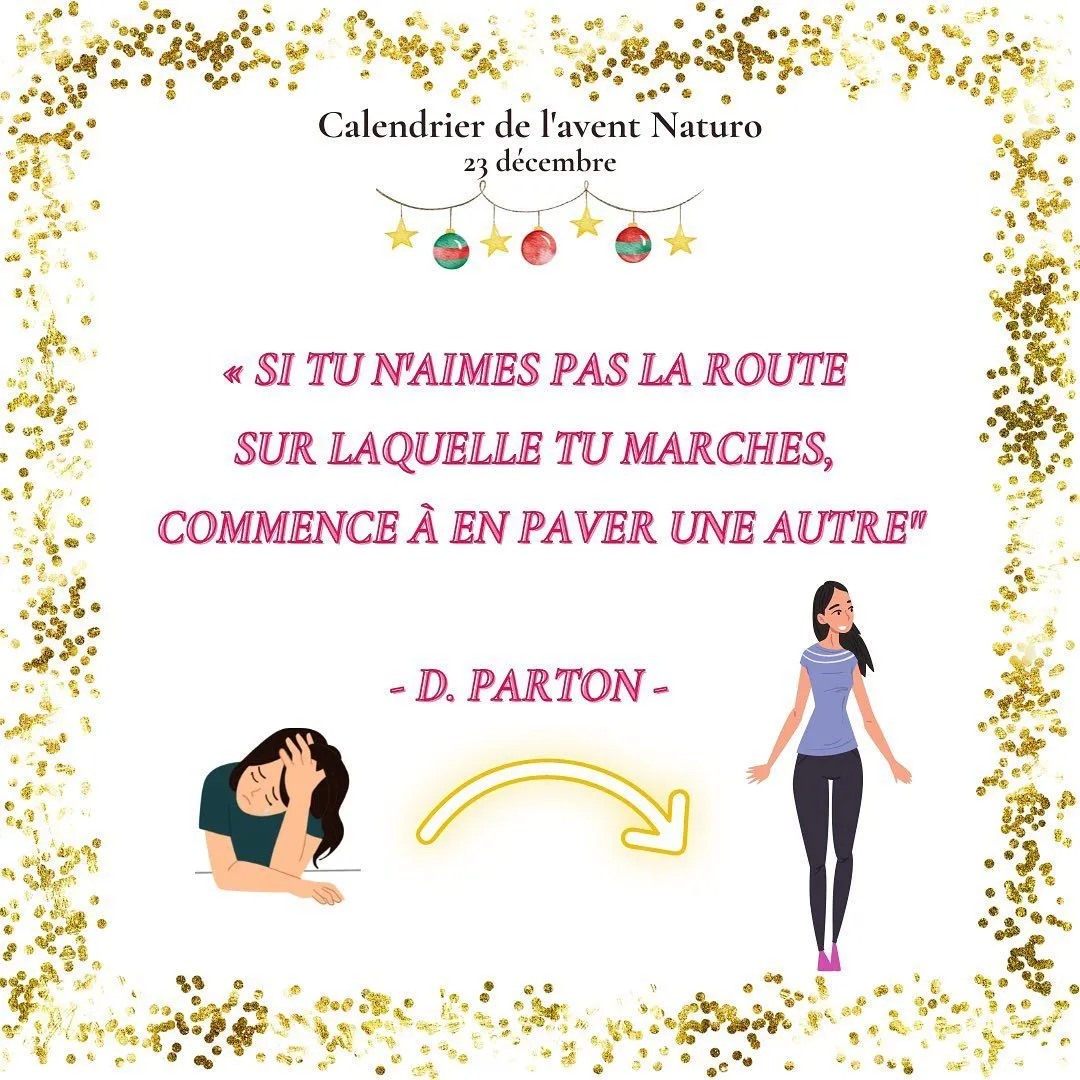 Calendrier de l'avent Naturo
23 décembre
« SI TU N'AIMES PAS LA ROUTE
SUR LAQUELLE TU MARCHES,
COMMENCE À EN PAVER UNE AUTRE"
- D. PARTON -